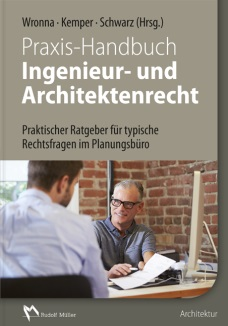 Wronna · Kemper · Schwarz (Hrsg.)
Praxis-Handbuch
Ingenieur- und
Architektenrecht
Praktischer Ratgeber für typische
Rechtsfragen im Planungsbüro
Rudolf Müller
Architektur